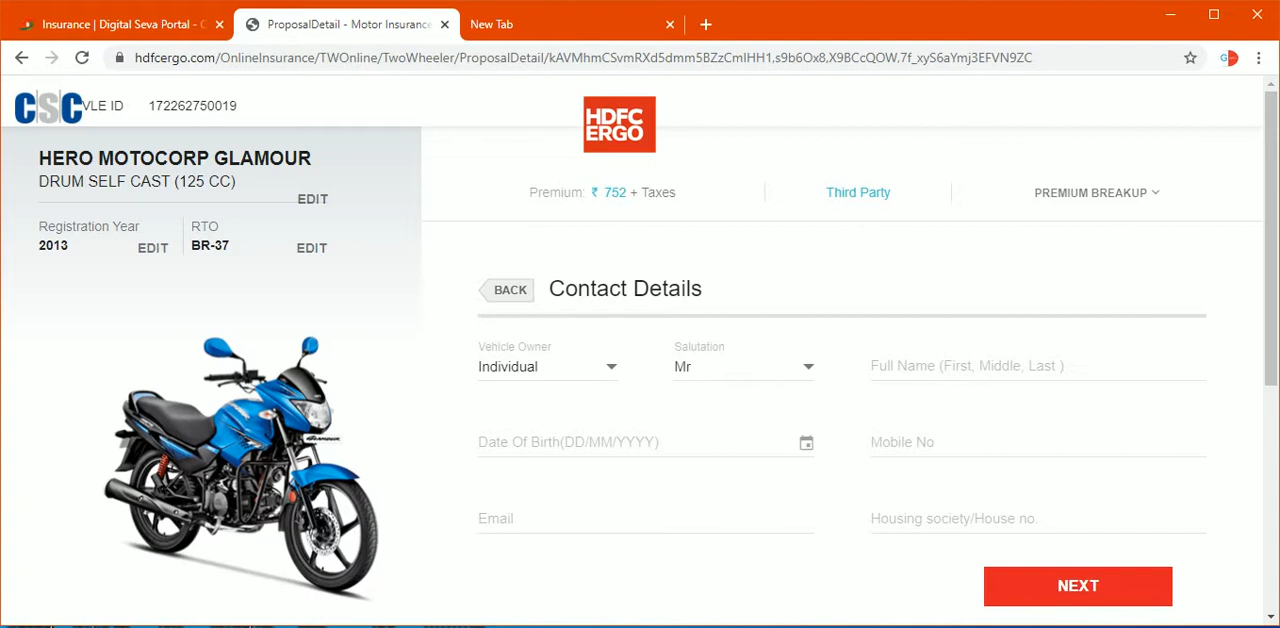 Insurance | Digital Seva Portal - C
ProposalDetail - Motor Insurance
New Tab
hdfcergo.com/OnlineInsurance/TWOnline/TwoWheeler/ProposalDetail/kAVMhmCSvmRXd5dmm5BZzCmIHH1,s9b6Ox8,X9BCcQOW,7f_xyS6aYmj3EFVN9ZC
CSC VLE ID 172262750019
HDFC
ERGO
HERO MOTOCORP GLAMOUR
DRUM SELF CAST (125 CC)
EDIT
Registration Year
2013
EDIT
RTO
BR-37
EDIT
Premium: ₹ 752 + Taxes
Third Party
PREMIUM BREAKUP
BACK
Contact Details
Vehicle Owner
Individual
Salutation
Mr
Full Name (First, Middle, Last )
Date Of Birth(DD/MM/YYYY)
Mobile No
Email
Housing society/House no.
NEXT